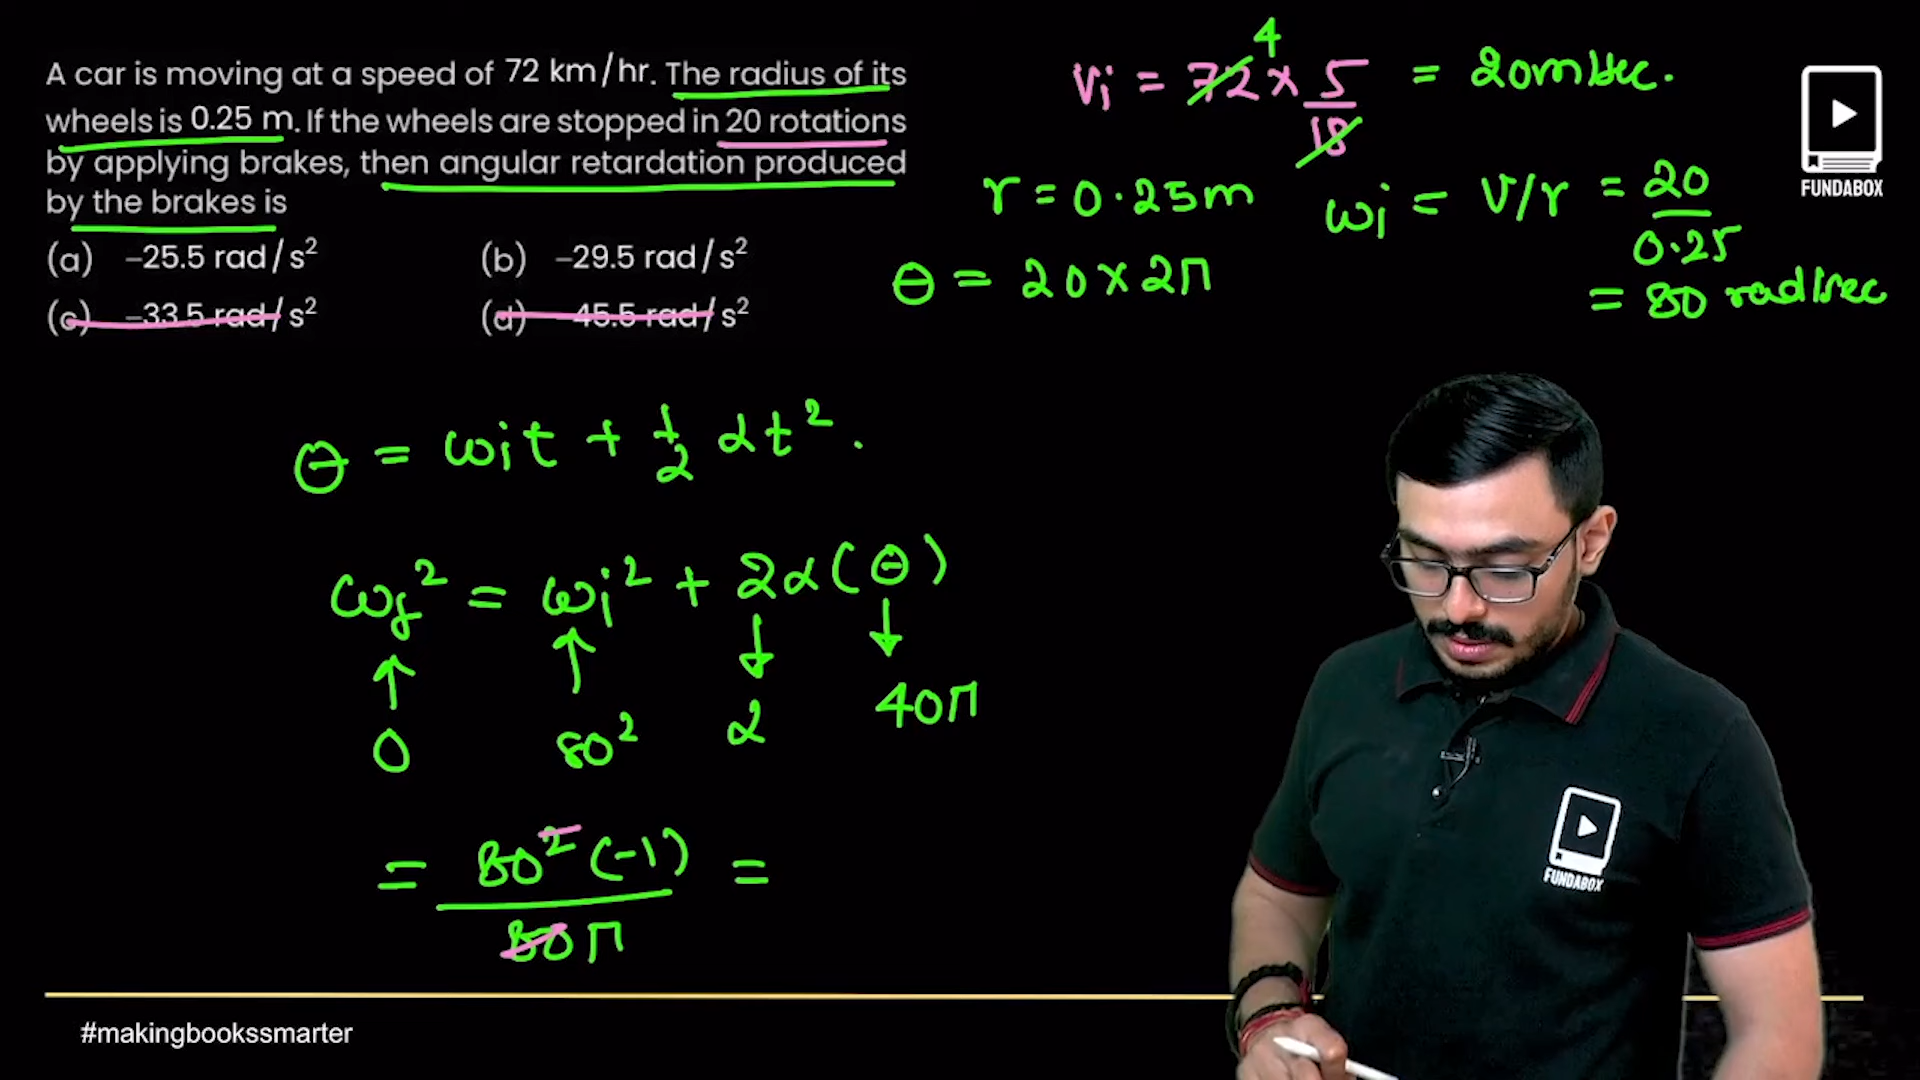 A car is moving at a speed of 72 km/hr. The radius of its
wheels is 0.25 m. If the wheels are stopped in 20 rotations
by applying brakes, then angular retardation produced
by the brakes is
(a) −25.5 rad/s²
(b) −29.5 rad/s²
(c) −33.5 rad/s²
(d) 45.5 rad/s²
Vi = 72 × 5/18 = 20m/sec.
4
r = 0.25m
ωi = V/r = 20/0.25
= 80 rad/sec
θ = 20×2π
FUNDABOX
θ = ωit + 1/2 αt².
ωf² = ωi² + 2α(θ)
0
80²
2
40π
= 80²(-1)/80π =
FUNDABOX
#makingbookssmarter